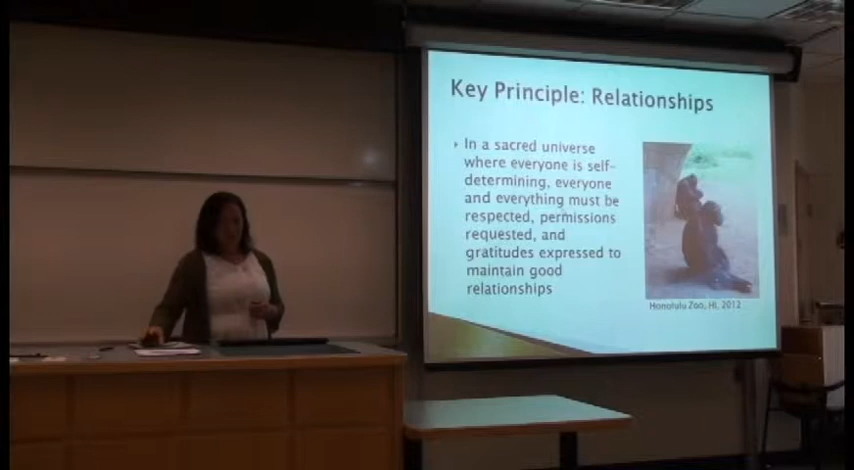 Key Principle: Relationships
In a sacred universe
where everyone is self-
determining, everyone
and everything must be
respected, permissions
requested, and
gratitudes expressed to
maintain good
relationships
Honolulu Zoo, HI, 2012